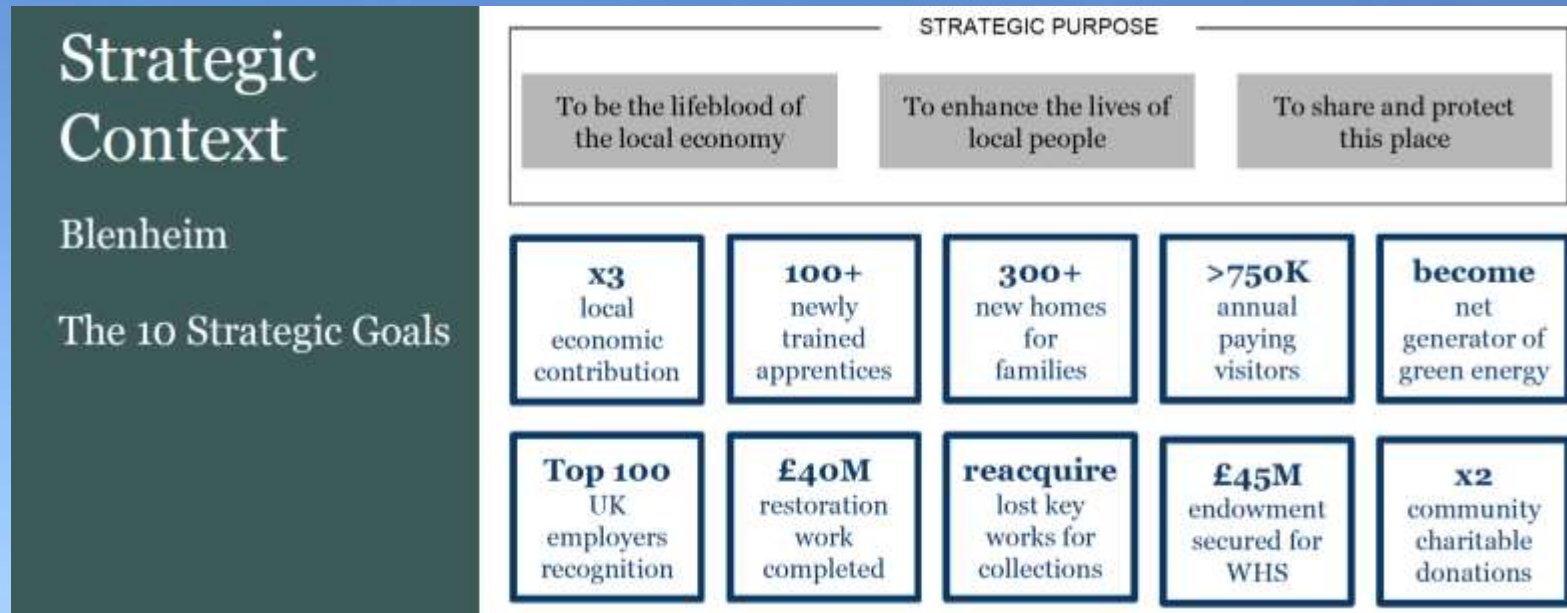 Strategic
Context
Blenheim
The 10 Strategic Goals
STRATEGIC PURPOSE
To be the lifeblood of
the local economy
To enhance the lives of
local people
To share and protect
this place
x3
local
economic
contribution
100+
newly
trained
apprentices
300+
new homes
for
families
>750K
annual
paying
visitors
become
net
generator of
green energy
Top 100
UK
employers
recognition
£40M
restoration
work
completed
reacquire
lost key
works for
collections
£45M
endowment
secured for
WHS
x2
community
charitable
donations